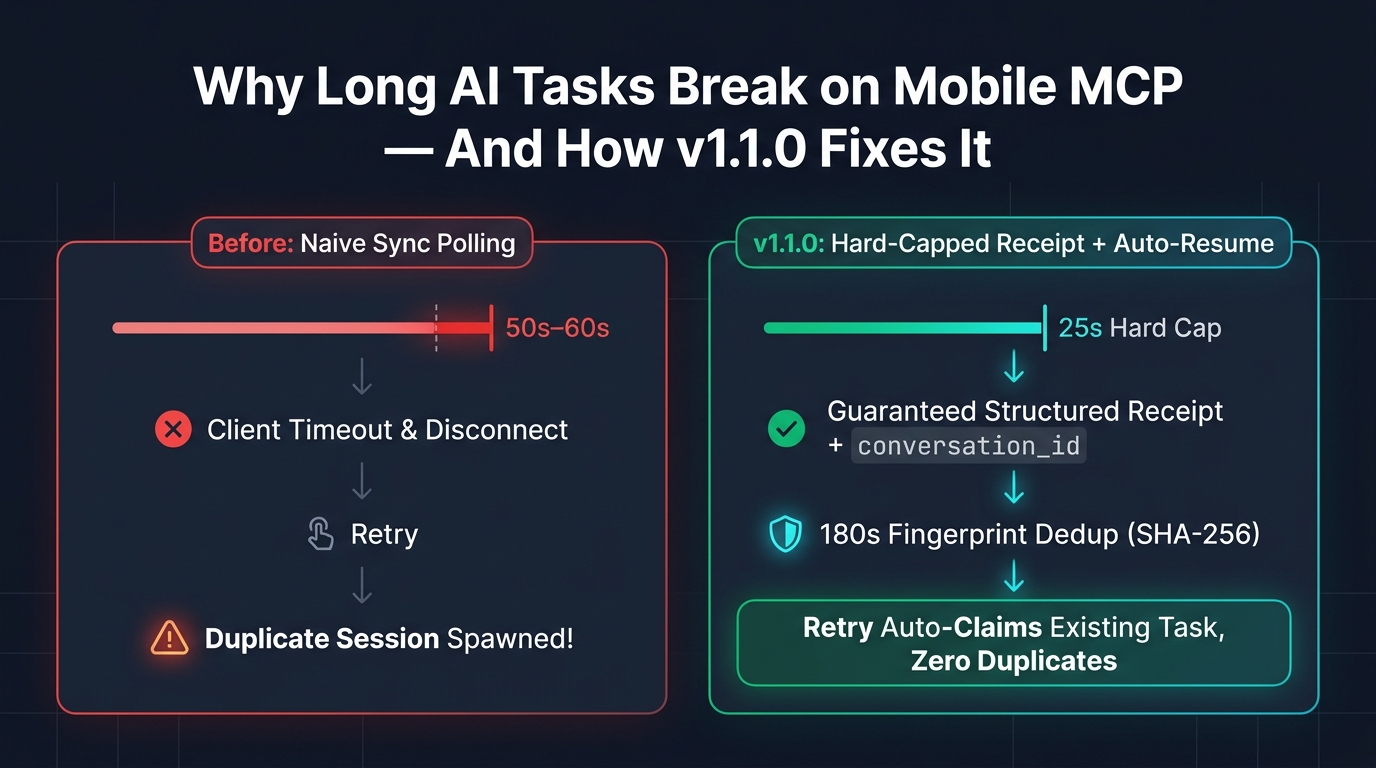 Why Long AI Tasks Break on Mobile MCP
— And How v1.1.0 Fixes It
Before: Naive Sync Polling
50s–60s
Client Timeout & Disconnect
Retry
Duplicate Session Spawned!
v1.1.0: Hard-Capped Receipt + Auto-Resume
25s Hard Cap
Guaranteed Structured Receipt
+ conversation_id
180s Fingerprint Dedup (SHA-256)
Retry Auto-Claims Existing Task,
Zero Duplicates